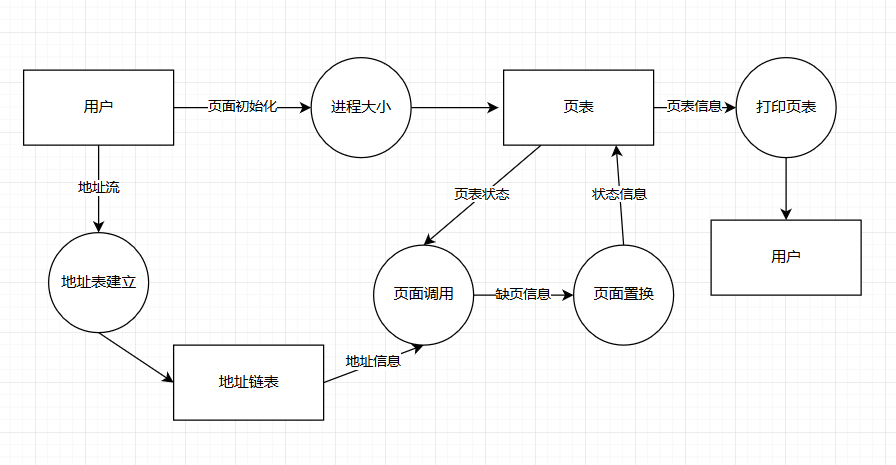 用户
页面初始化
进程大小
页表
页表信息
打印页表
地址流
页表状态
状态信息
用户
地址表建立
页面调用
缺页信息
页面置换
地址信息
地址链表